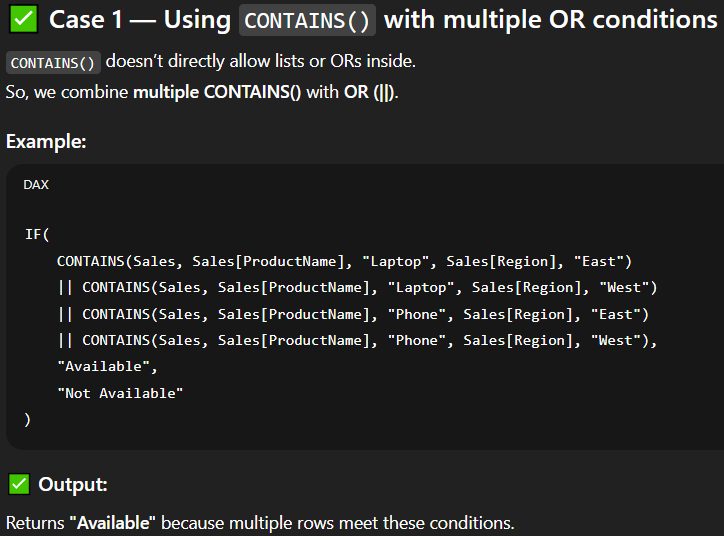 ✅ Case 1 — Using CONTAINS() with multiple OR conditions
CONTAINS() doesn't directly allow lists or ORs inside.
So, we combine multiple CONTAINS() with OR (||).
Example:
DAX
IF(
    CONTAINS(Sales, Sales[ProductName], "Laptop", Sales[Region], "East")
    || CONTAINS(Sales, Sales[ProductName], "Laptop", Sales[Region], "West")
    || CONTAINS(Sales, Sales[ProductName], "Phone", Sales[Region], "East")
    || CONTAINS(Sales, Sales[ProductName], "Phone", Sales[Region], "West"),
    "Available",
    "Not Available"
)
✅ Output:
Returns "Available" because multiple rows meet these conditions.